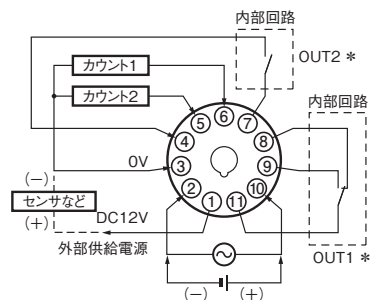 内部回路
OUT2 *
カウント1
カウント2
内部回路
6
5
7
4
8
0V
3
9
(−)
センサなど
(+)
2
10
1
11
DC12V
外部供給電源
OUT1 *
(−)
(+)